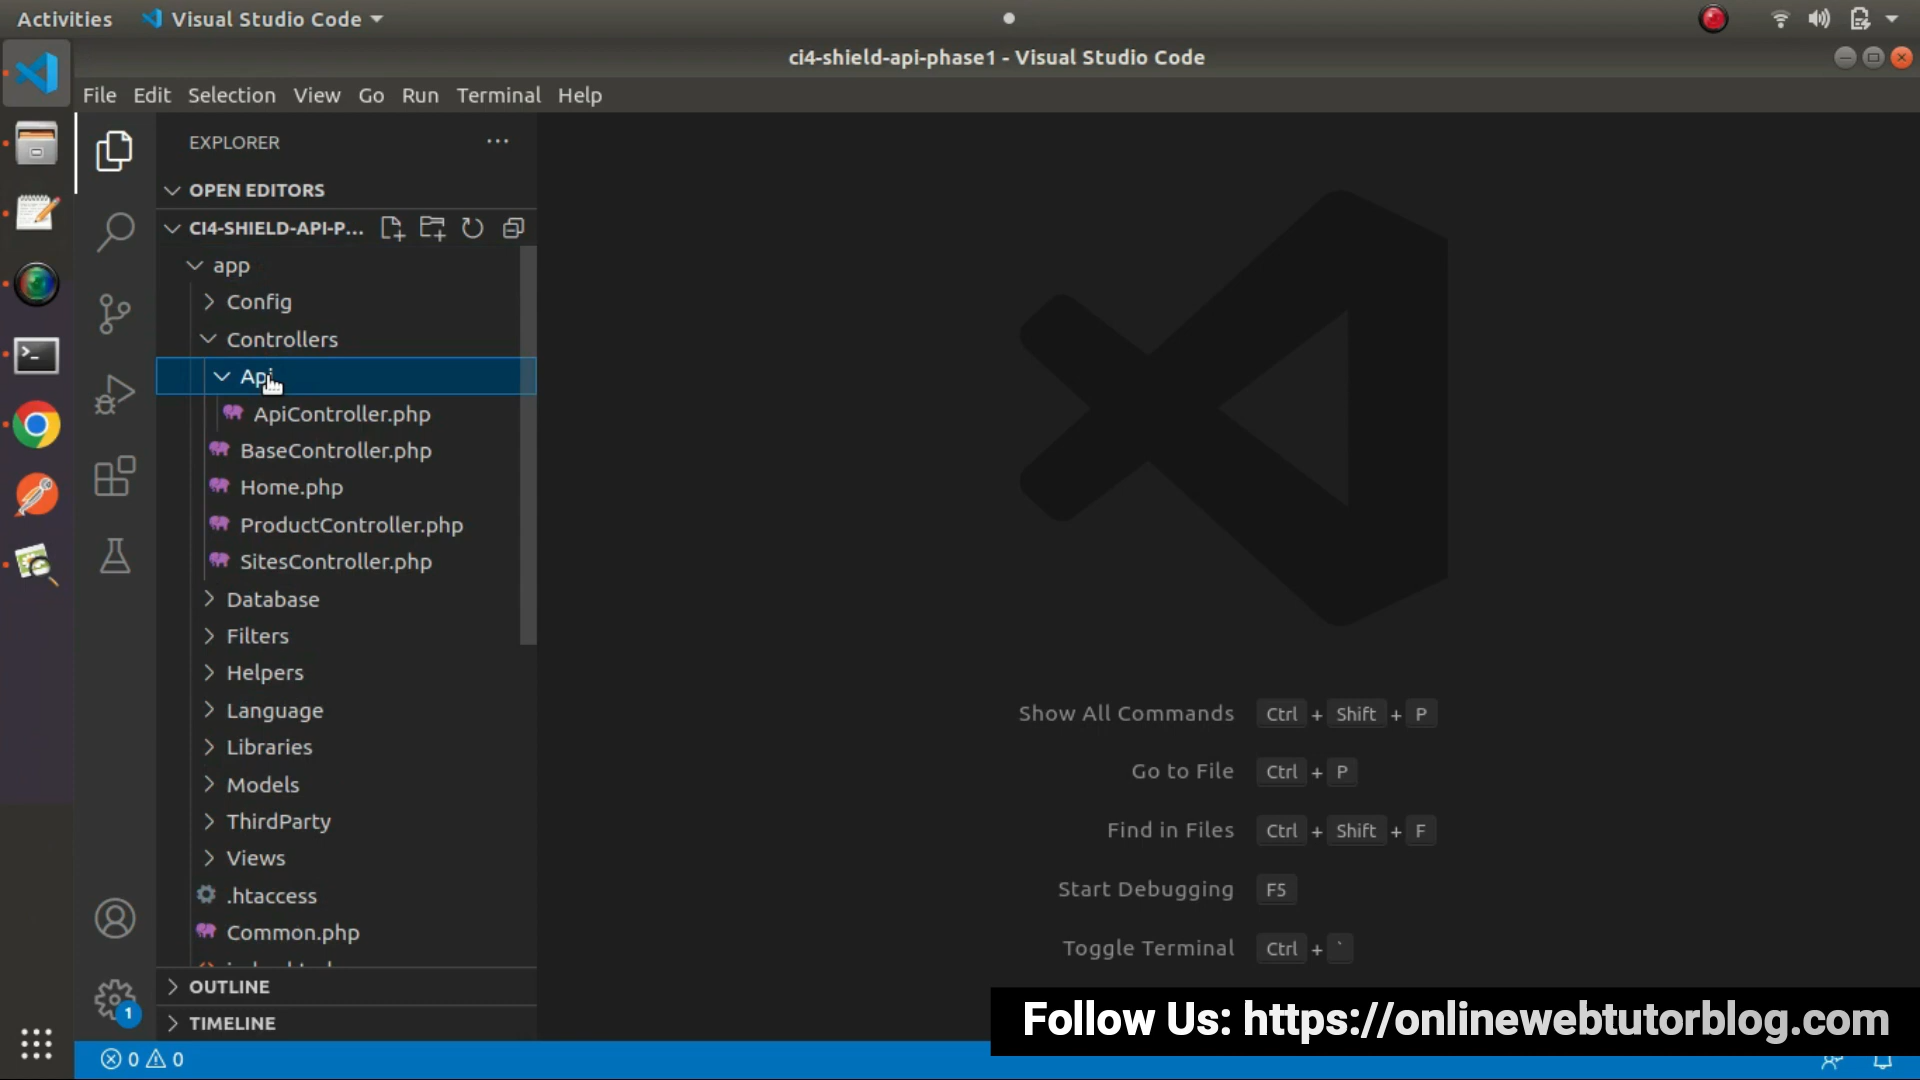 Activities
Visual Studio Code
ci4-shield-api-phase1 - Visual Studio Code
File Edit Selection View Go Run Terminal Help
EXPLORER
OPEN EDITORS
CI4-SHIELD-API-P...
app
Config
Controllers
Api
ApiController.php
BaseController.php
Home.php
ProductController.php
SitesController.php
Database
Filters
Helpers
Language
Libraries
Models
ThirdParty
Views
.htaccess
Common.php
OUTLINE
TIMELINE
1
0 0
Show All Commands Ctrl + Shift + P
Go to File Ctrl + P
Find in Files Ctrl + Shift + F
Start Debugging F5
Toggle Terminal Ctrl + `
Follow Us: https://onlinewebtutorblog.com